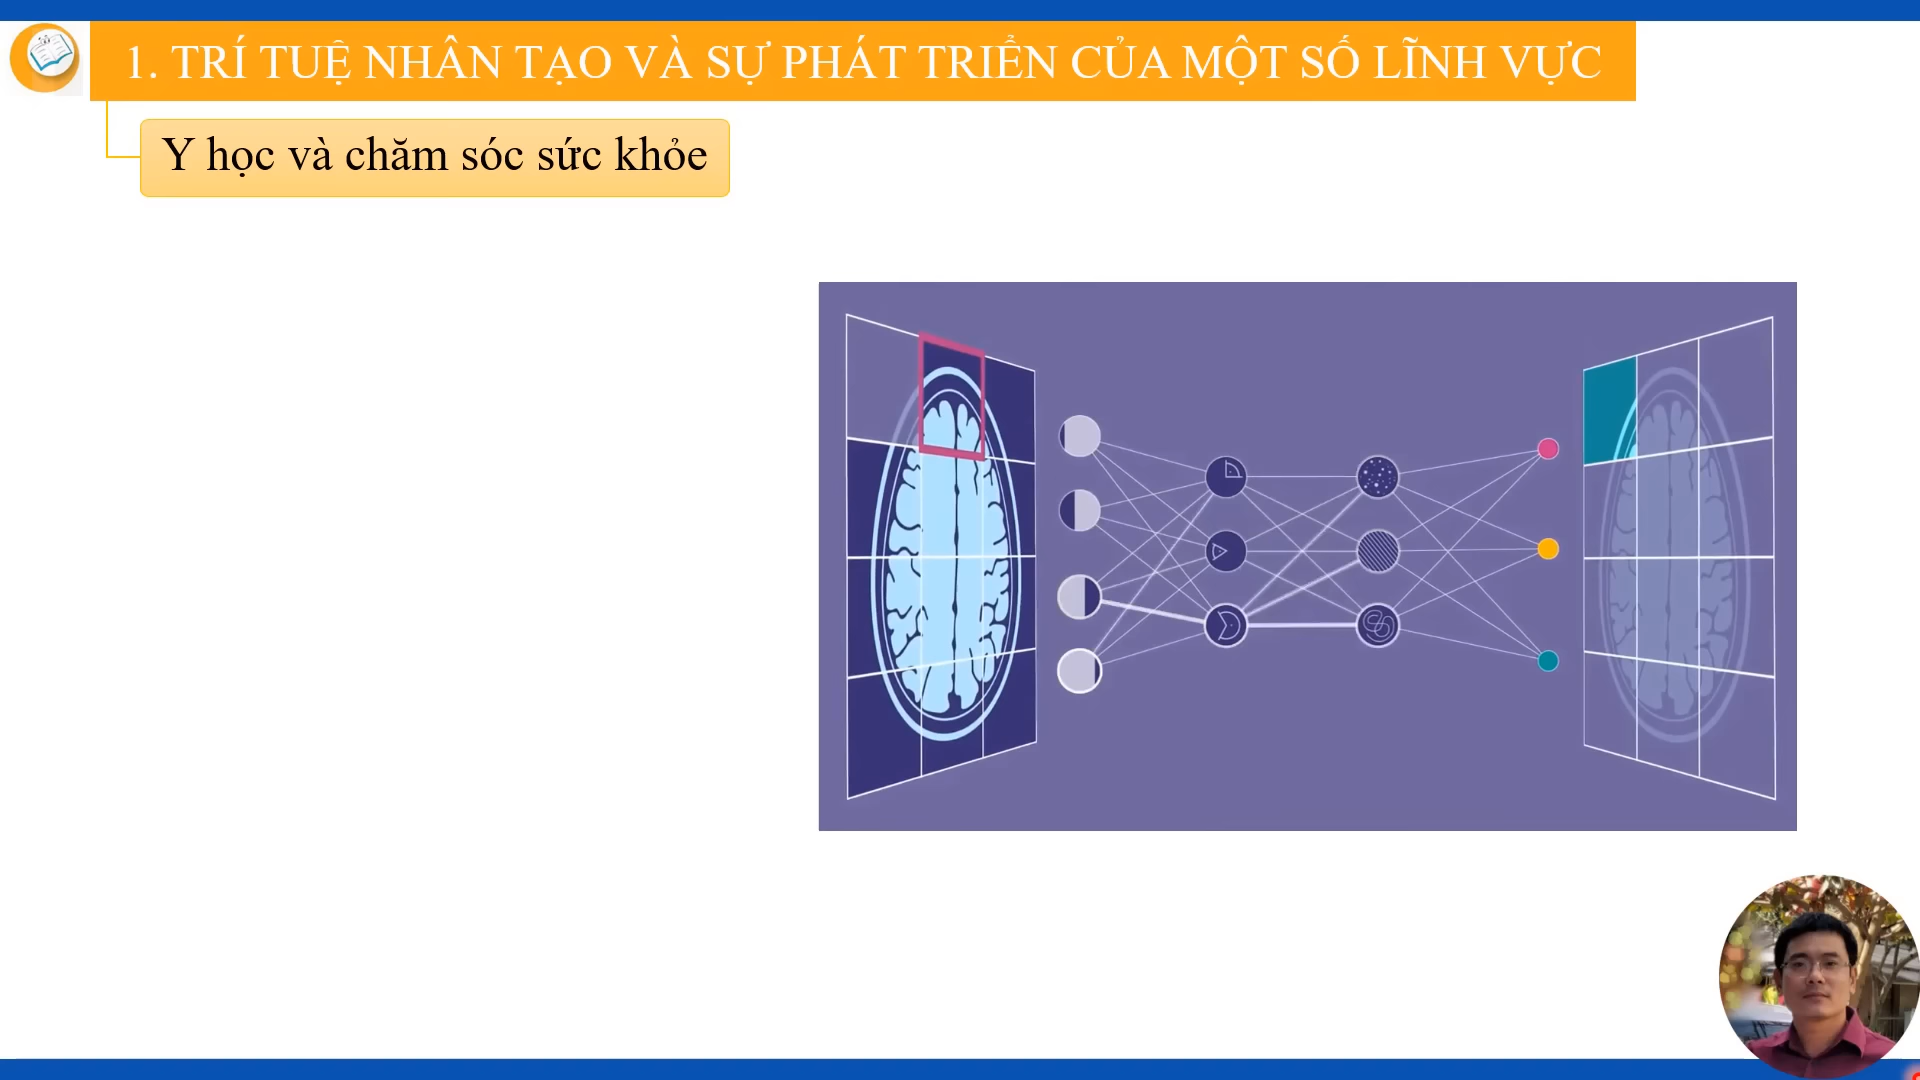 1. TRÍ TUỆ NHÂN TẠO VÀ SỰ PHÁT TRIỂN CỦA MỘT SỐ LĨNH VỰC
Y học và chăm sóc sức khỏe